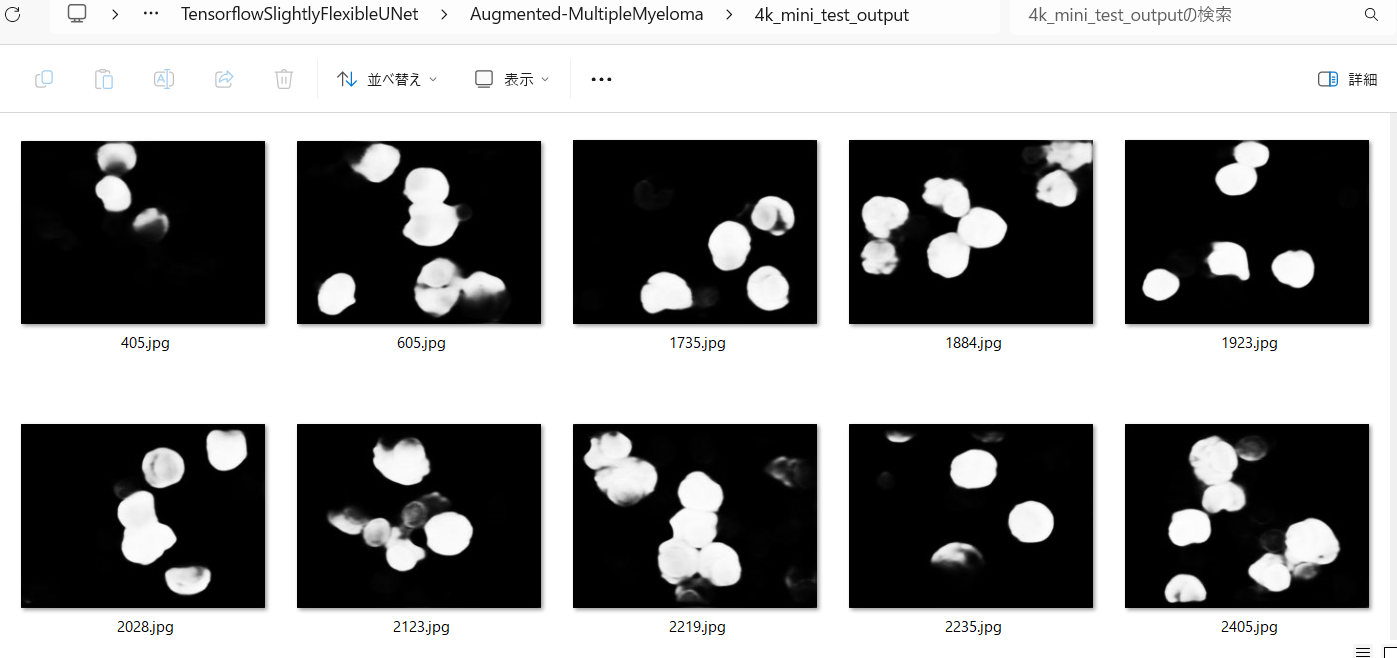 TensorflowSlightlyFlexibleUNet > Augmented-MultipleMyeloma > 4k_mini_test_output
4k_mini_test_outputの検索
並べ替え 表示 詳細
405.jpg 605.jpg 1735.jpg 1884.jpg 1923.jpg
2028.jpg 2123.jpg 2219.jpg 2235.jpg 2405.jpg